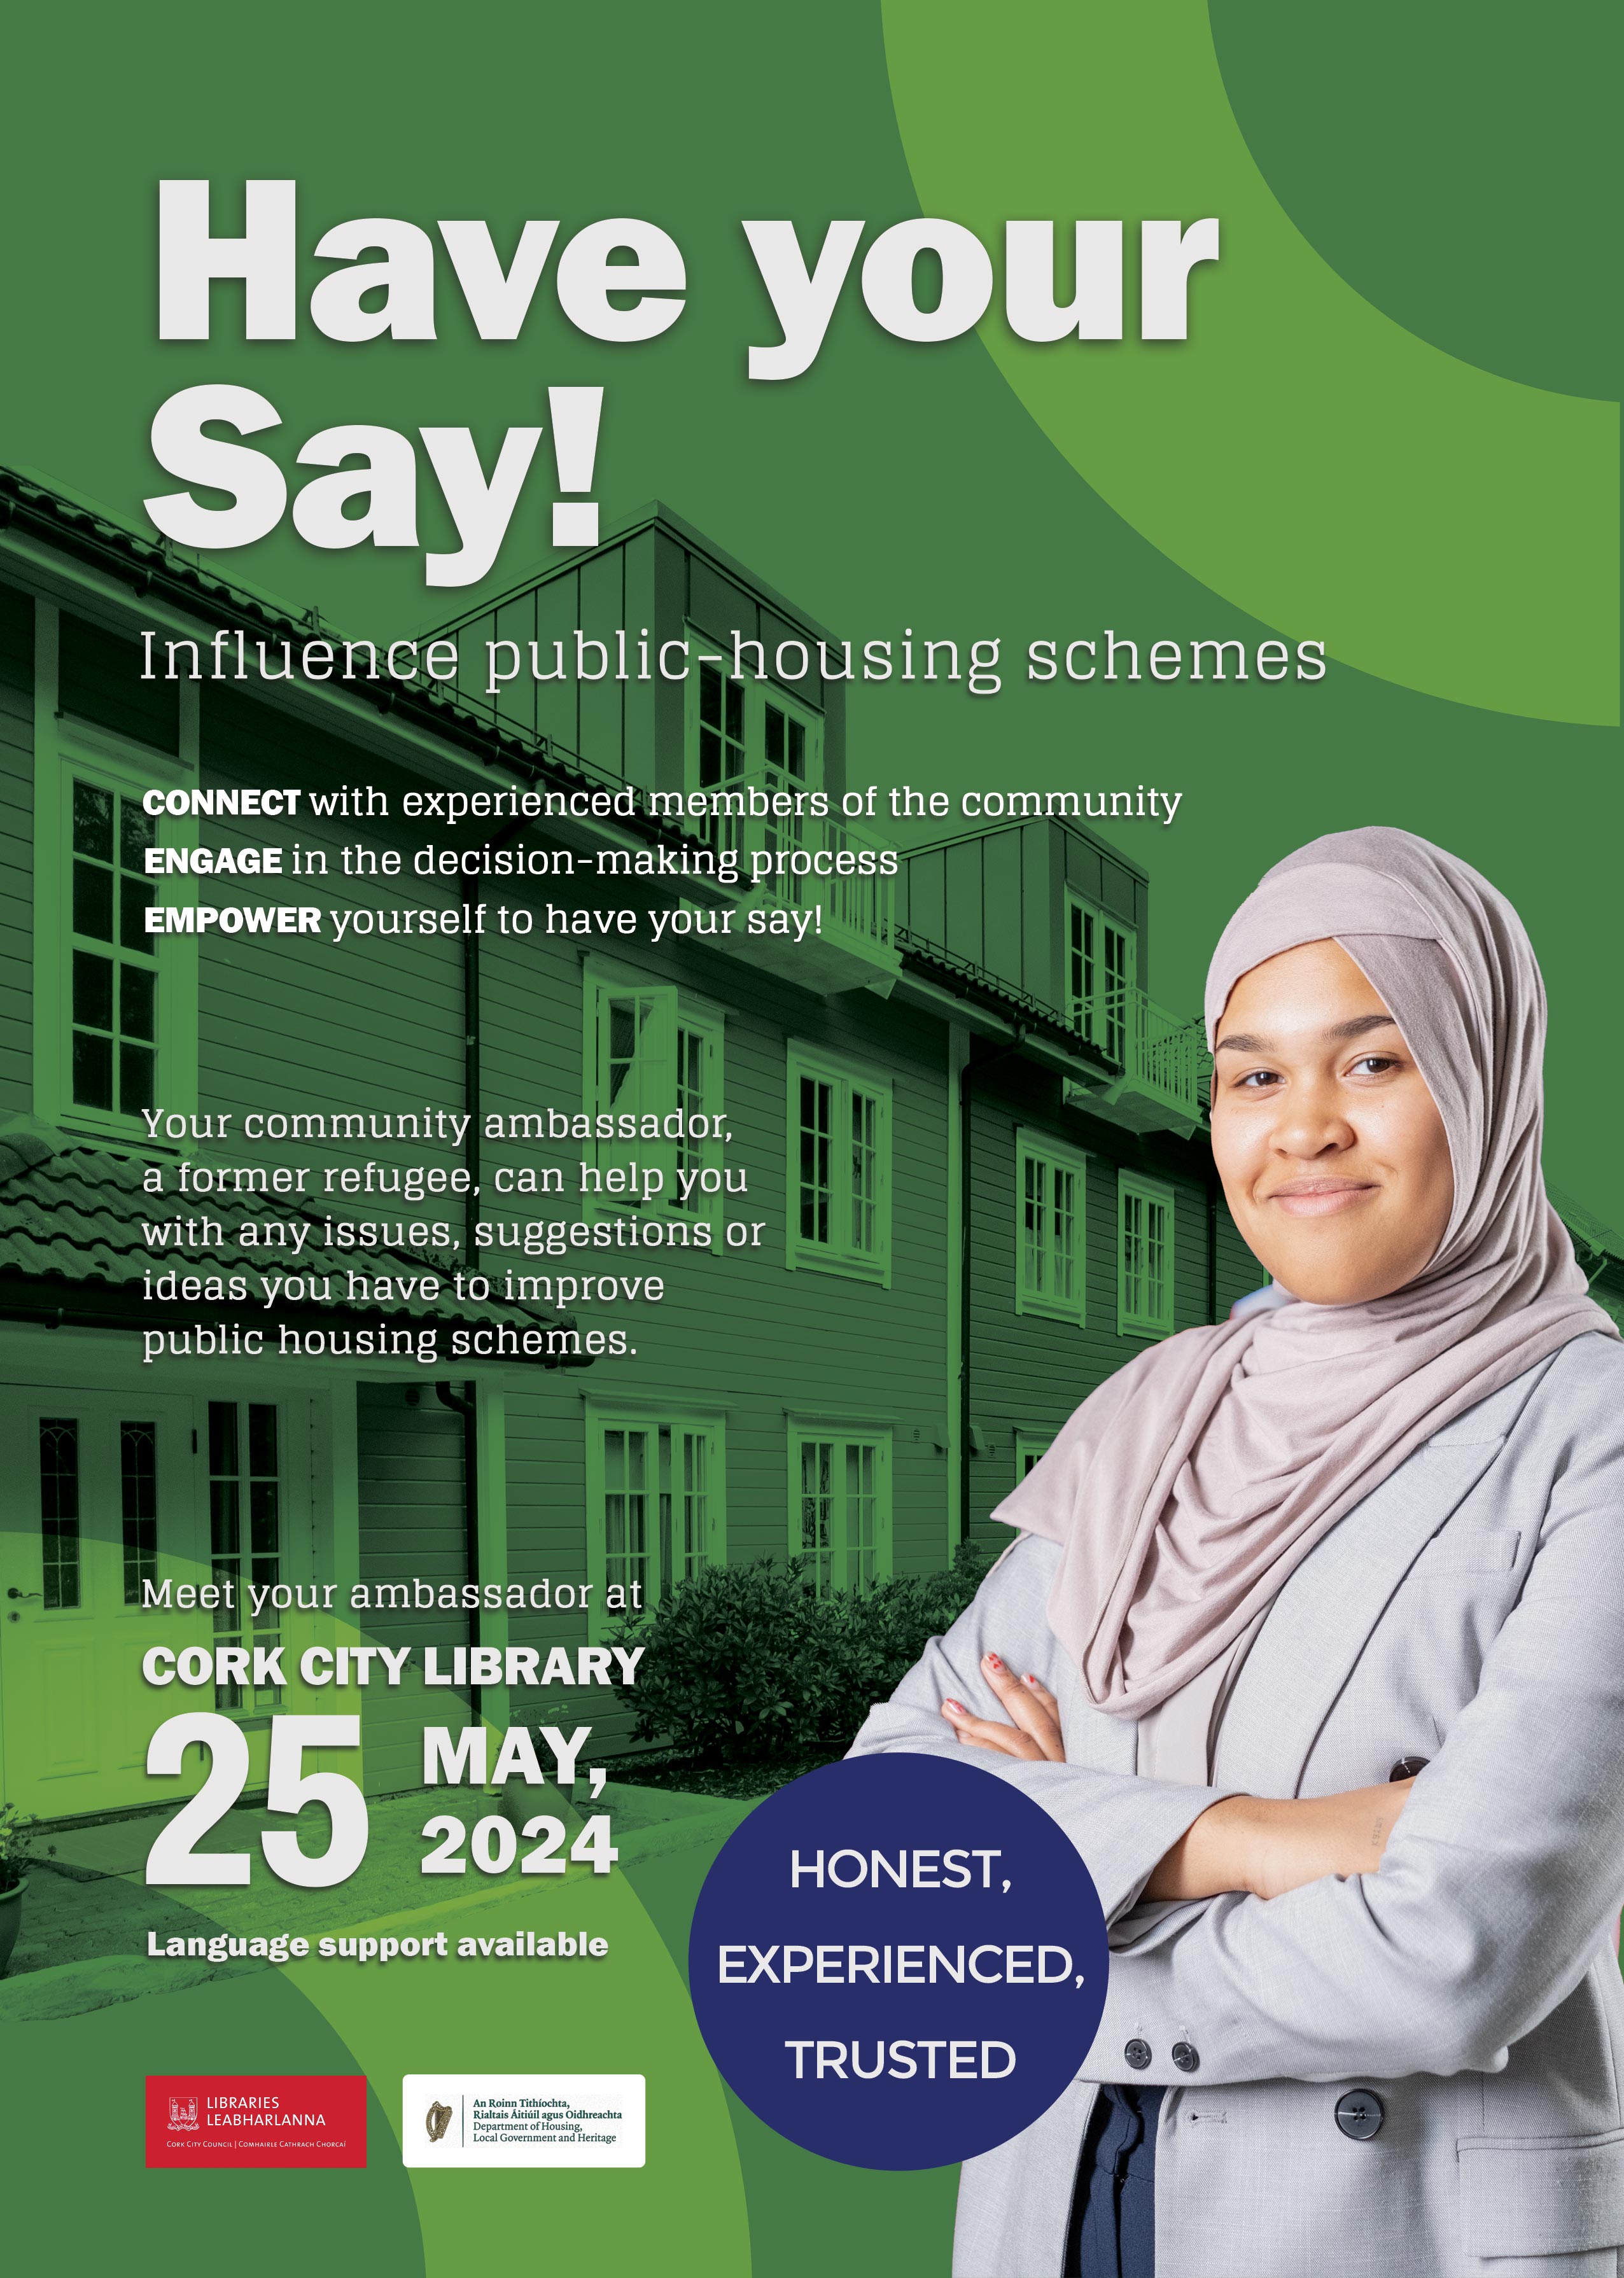 Have your
Say!
Influence public-housing schemes
CONNECT with experienced members of the community
ENGAGE in the decision-making process
EMPOWER yourself to have your say!
Your community ambassador,
a former refugee, can help you
with any issues, suggestions or
ideas you have to improve
public housing schemes.
Meet your ambassador at
CORK CITY LIBRARY
25 MAY,
2024
Language support available
HONEST,
EXPERIENCED,
TRUSTED
LIBRARIES
LEABHARLANNA
CORK CITY COUNCIL | COMHAIRLE CATHRACH CHORCAÍ
An Roinn Tithíochta,
Rialtais Áitiúil agus Oidhreachta
Department of Housing,
Local Government and Heritage